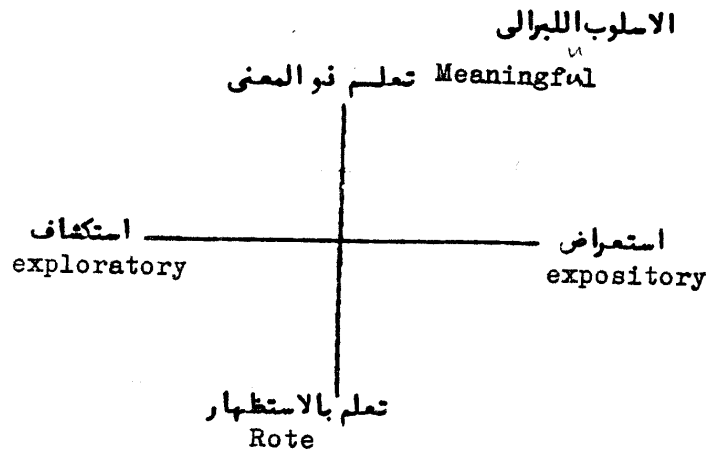 الاسلوب اللبرالى
تعلم ذو المعنى Meaningful
استكشاف
exploratory
استعراض
expository
تعلم بالاستظهار
Rote